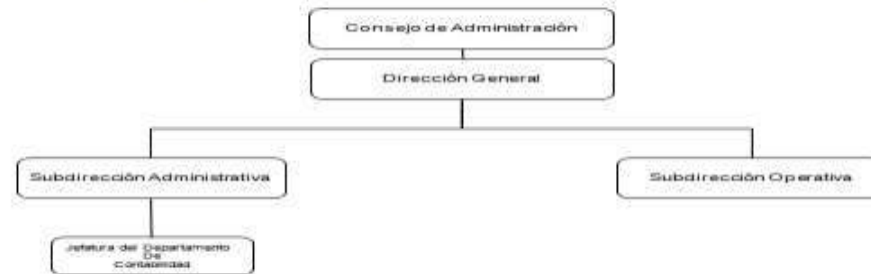 Consejo de Administración
Dirección General
Subdirección Administrativa
Subdirección Operativa
Jefatura del Departamento
De
Contabilidad